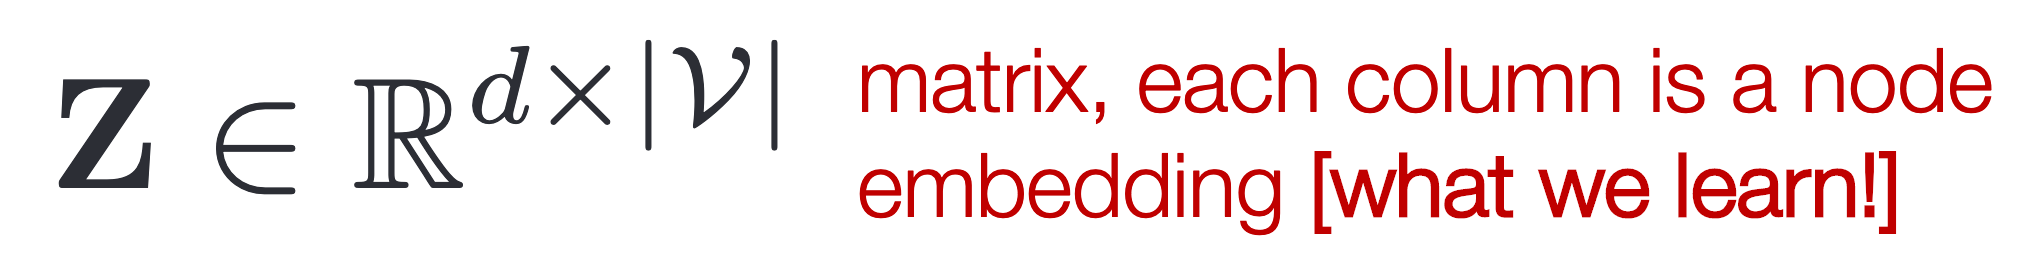 𝐙 ∈ ℝ^{d×|𝒱|}
matrix, each column is a node
embedding [what we learn!]